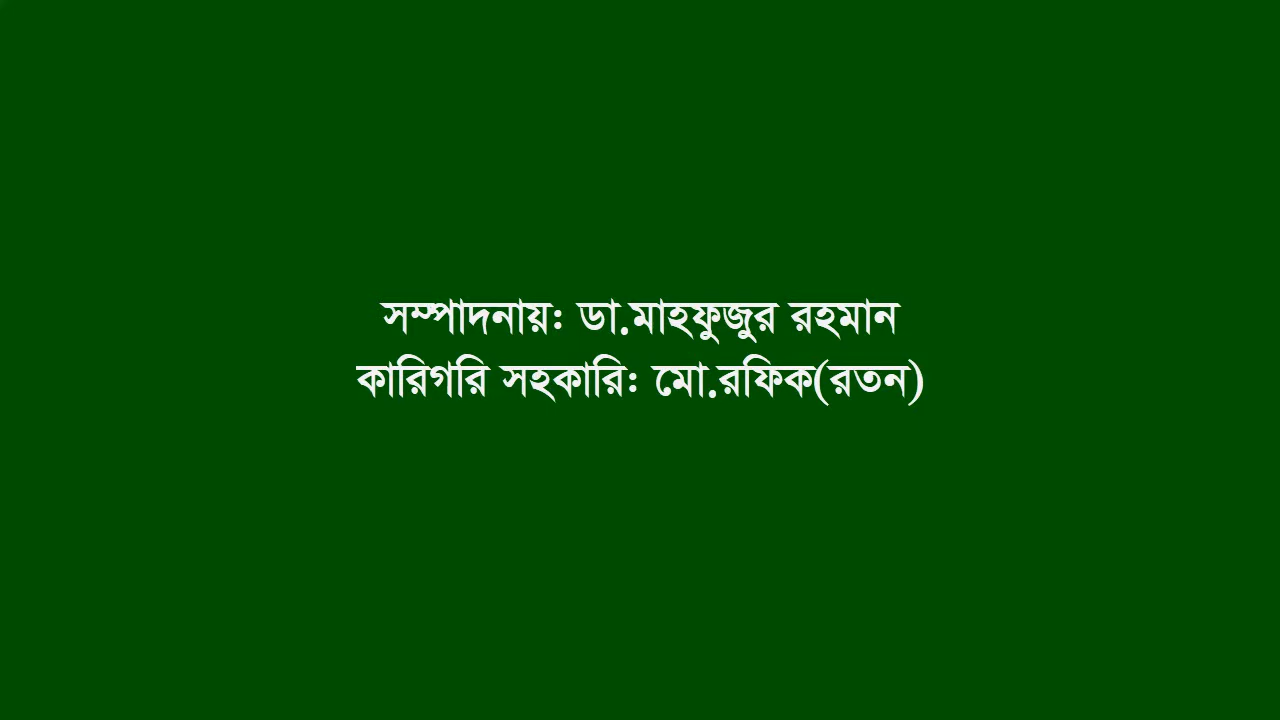 সম্পাদনায়: ডা.মাহফুজুর রহমান
কারিগরি সহকারি: মো.রফিক(রতন)